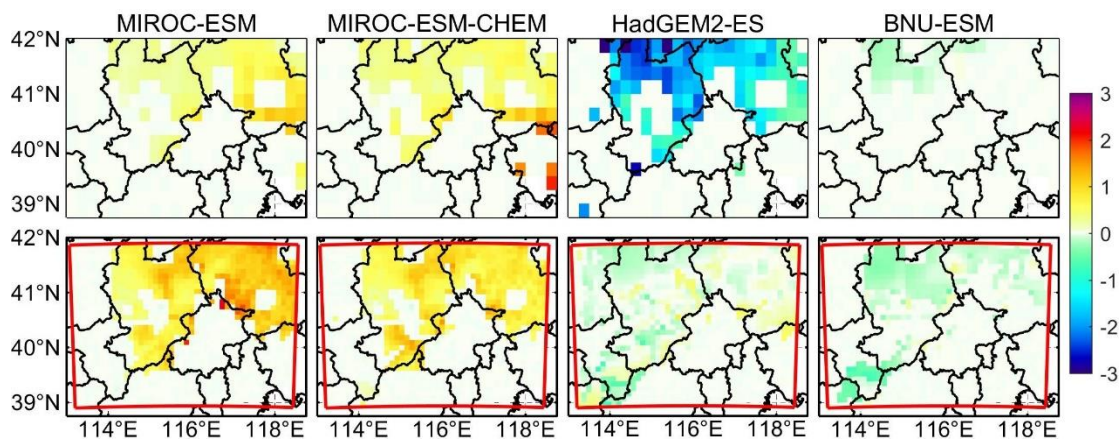 MIROC-ESM MIROC-ESM-CHEM HadGEM2-ES BNU-ESM
42°N
41°N
40°N
39°N
42°N
41°N
40°N
39°N
114°E 116°E 118°E 114°E 116°E 118°E 114°E 116°E 118°E 114°E 116°E 118°E
3
2
1
0
-1
-2
-3